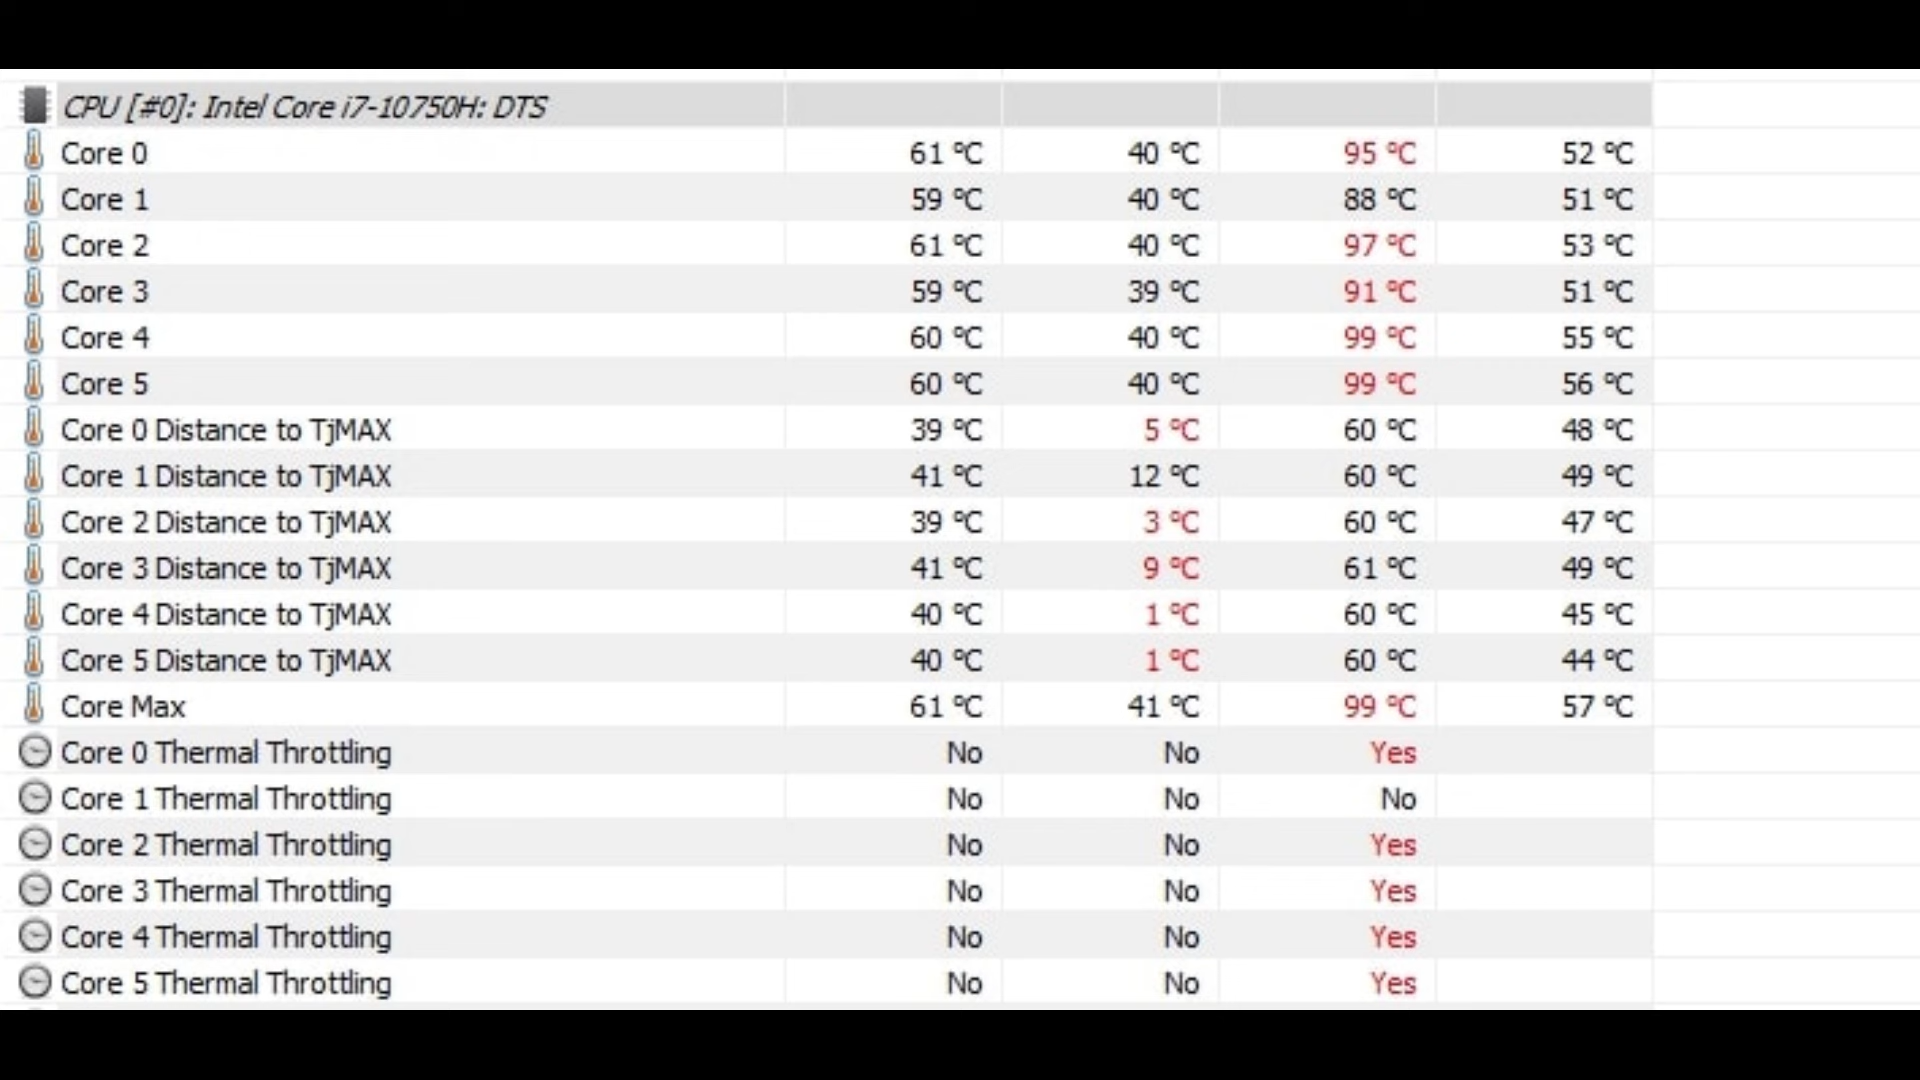 CPU [#0]: Intel Core i7-10750H: DTS
Core 0 61 °C 40 °C 95 °C 52 °C
Core 1 59 °C 40 °C 88 °C 51 °C
Core 2 61 °C 40 °C 97 °C 53 °C
Core 3 59 °C 39 °C 91 °C 51 °C
Core 4 60 °C 40 °C 99 °C 55 °C
Core 5 60 °C 40 °C 99 °C 56 °C
Core 0 Distance to TjMAX 39 °C 5 °C 60 °C 48 °C
Core 1 Distance to TjMAX 41 °C 12 °C 60 °C 49 °C
Core 2 Distance to TjMAX 39 °C 3 °C 60 °C 47 °C
Core 3 Distance to TjMAX 41 °C 9 °C 61 °C 49 °C
Core 4 Distance to TjMAX 40 °C 1 °C 60 °C 45 °C
Core 5 Distance to TjMAX 40 °C 1 °C 60 °C 44 °C
Core Max 61 °C 41 °C 99 °C 57 °C
Core 0 Thermal Throttling No No Yes
Core 1 Thermal Throttling No No No
Core 2 Thermal Throttling No No Yes
Core 3 Thermal Throttling No No Yes
Core 4 Thermal Throttling No No Yes
Core 5 Thermal Throttling No No Yes